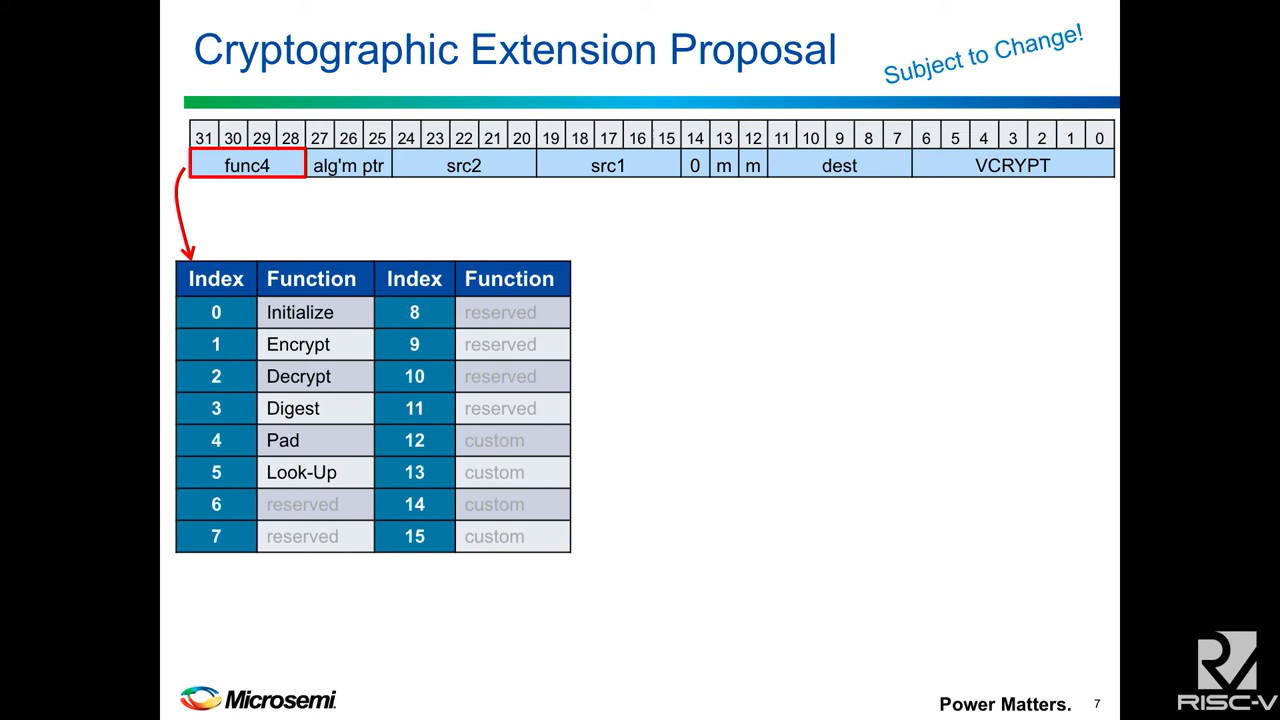 Cryptographic Extension Proposal
Subject to Change!
31 30 29 28 27 26 25 24 23 22 21 20 19 18 17 16 15 14 13 12 11 10 9 8 7 6 5 4 3 2 1 0
func4 alg'm ptr src2 src1 0 m m dest VCRYPT
Index Function Index Function
0 Initialize 8 reserved
1 Encrypt 9 reserved
2 Decrypt 10 reserved
3 Digest 11 reserved
4 Pad 12 custom
5 Look-Up 13 custom
6 reserved 14 custom
7 reserved 15 custom
Microsemi.
Power Matters. 7
RISC-V